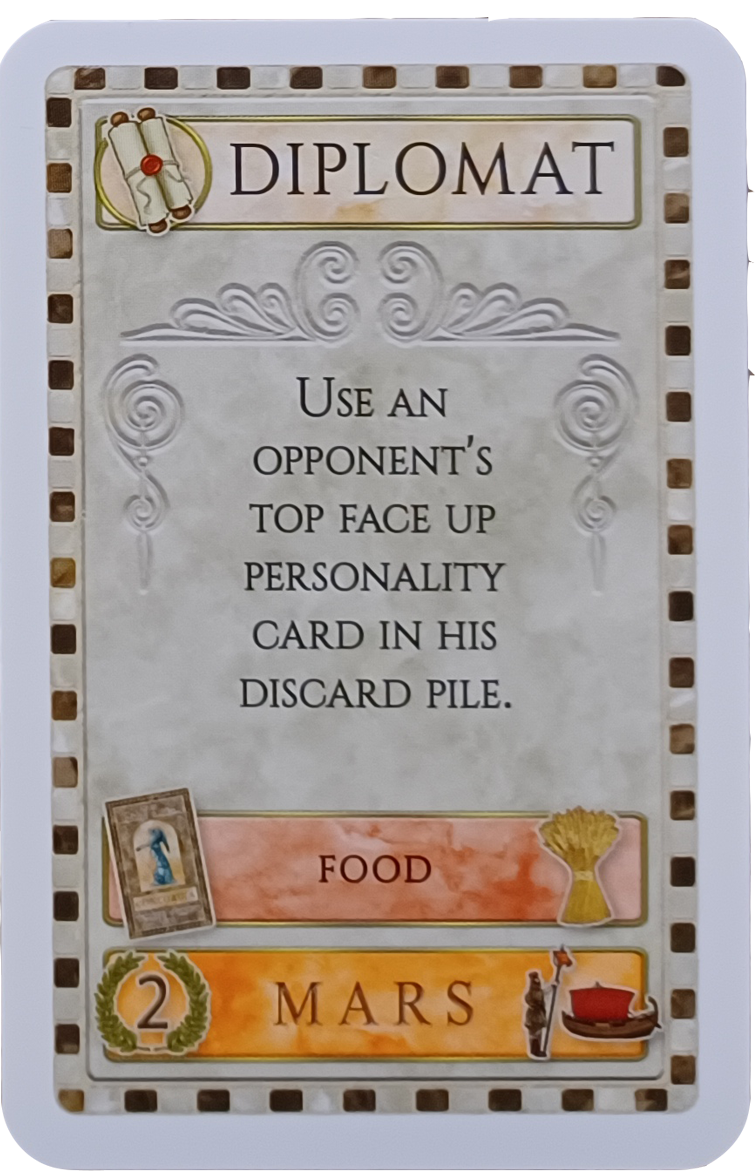 DIPLOMAT
USE AN
OPPONENT'S
TOP FACE UP
PERSONALITY
CARD IN HIS
DISCARD PILE.
FOOD
2 MARS